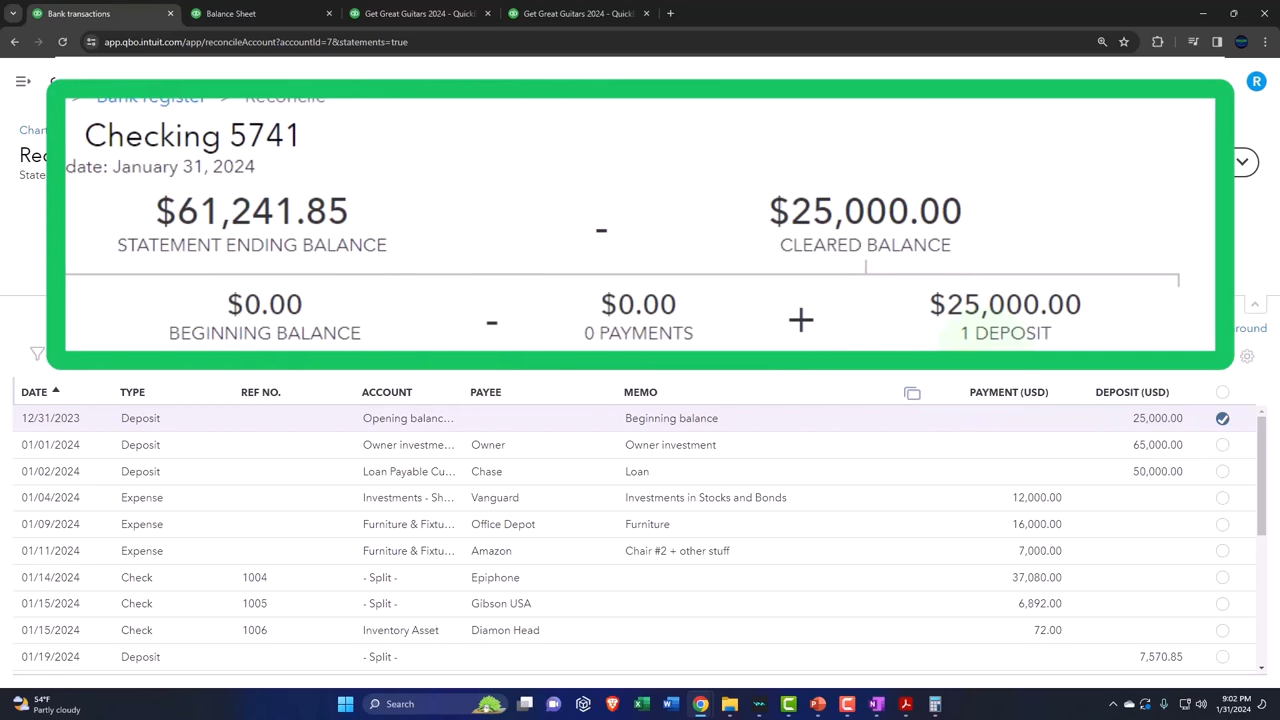 Bank transactions
Balance Sheet
Get Great Guitars 2024 - QuickB
Get Great Guitars 2024 - QuickB
app.qbo.intuit.com/app/reconcileAccount?accountId=7&statements=true
R
Bank register > Reconcile
Chart
Checking 5741
Rec
date: January 31, 2024
State
$61,241.85 - $25,000.00
STATEMENT ENDING BALANCE CLEARED BALANCE
$0.00 - $0.00 + $25,000.00
BEGINNING BALANCE 0 PAYMENTS 1 DEPOSIT
round
DATE TYPE REF NO. ACCOUNT PAYEE MEMO PAYMENT (USD) DEPOSIT (USD)
12/31/2023 Deposit Opening balanc... Beginning balance 25,000.00
01/01/2024 Deposit Owner investme... Owner Owner investment 65,000.00
01/02/2024 Deposit Loan Payable Cu... Chase Loan 50,000.00
01/04/2024 Expense Investments - Sh... Vanguard Investments in Stocks and Bonds 12,000.00
01/09/2024 Expense Furniture & Fixtu... Office Depot Furniture 16,000.00
01/11/2024 Expense Furniture & Fixtu... Amazon Chair #2 + other stuff 7,000.00
01/14/2024 Check 1004 - Split - Epiphone 37,080.00
01/15/2024 Check 1005 - Split - Gibson USA 6,892.00
01/15/2024 Check 1006 Inventory Asset Diamon Head 72.00
01/19/2024 Deposit - Split - 7,570.85
54°F
Partly cloudy
Search
9:02 PM
1/31/2024